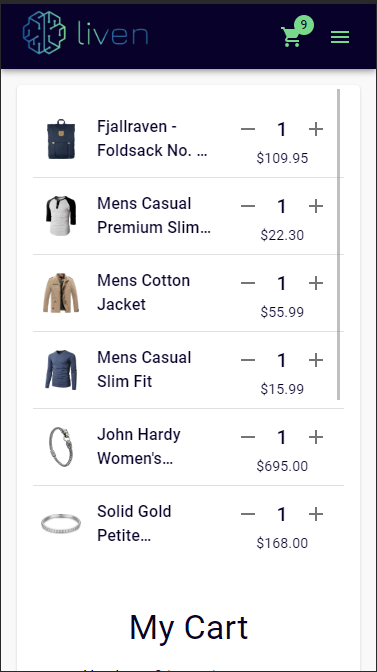 liven
9
Fjallraven -
Foldsack No. ...
1
$109.95
Mens Casual
Premium Slim...
1
$22.30
Mens Cotton
Jacket
1
$55.99
Mens Casual
Slim Fit
1
$15.99
John Hardy
Women's...
1
$695.00
Solid Gold
Petite...
1
$168.00
My Cart